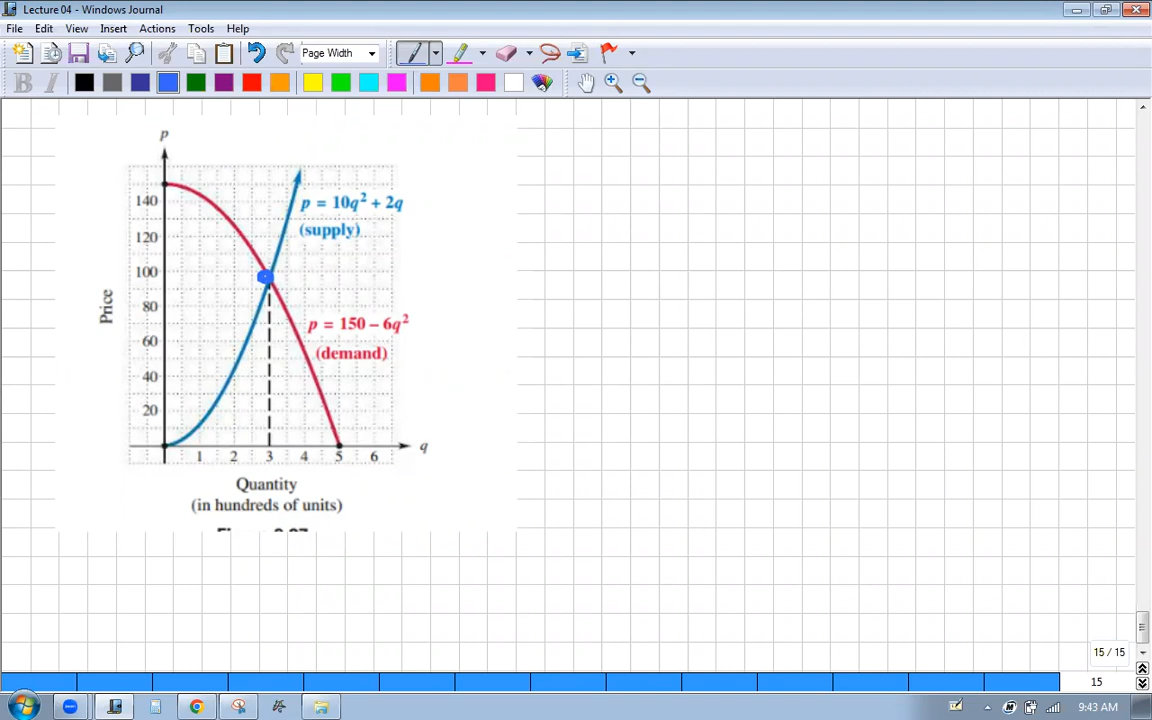 Lecture 04 - Windows Journal
File Edit View Insert Actions Tools Help
Page Width
B I
p
140
120
100
80
60
40
20
Price
p = 10q² + 2q
(supply)
p = 150 – 6q²
(demand)
1 2 3 4 5 6
q
Quantity
(in hundreds of units)
15 / 15
15
9:43 AM